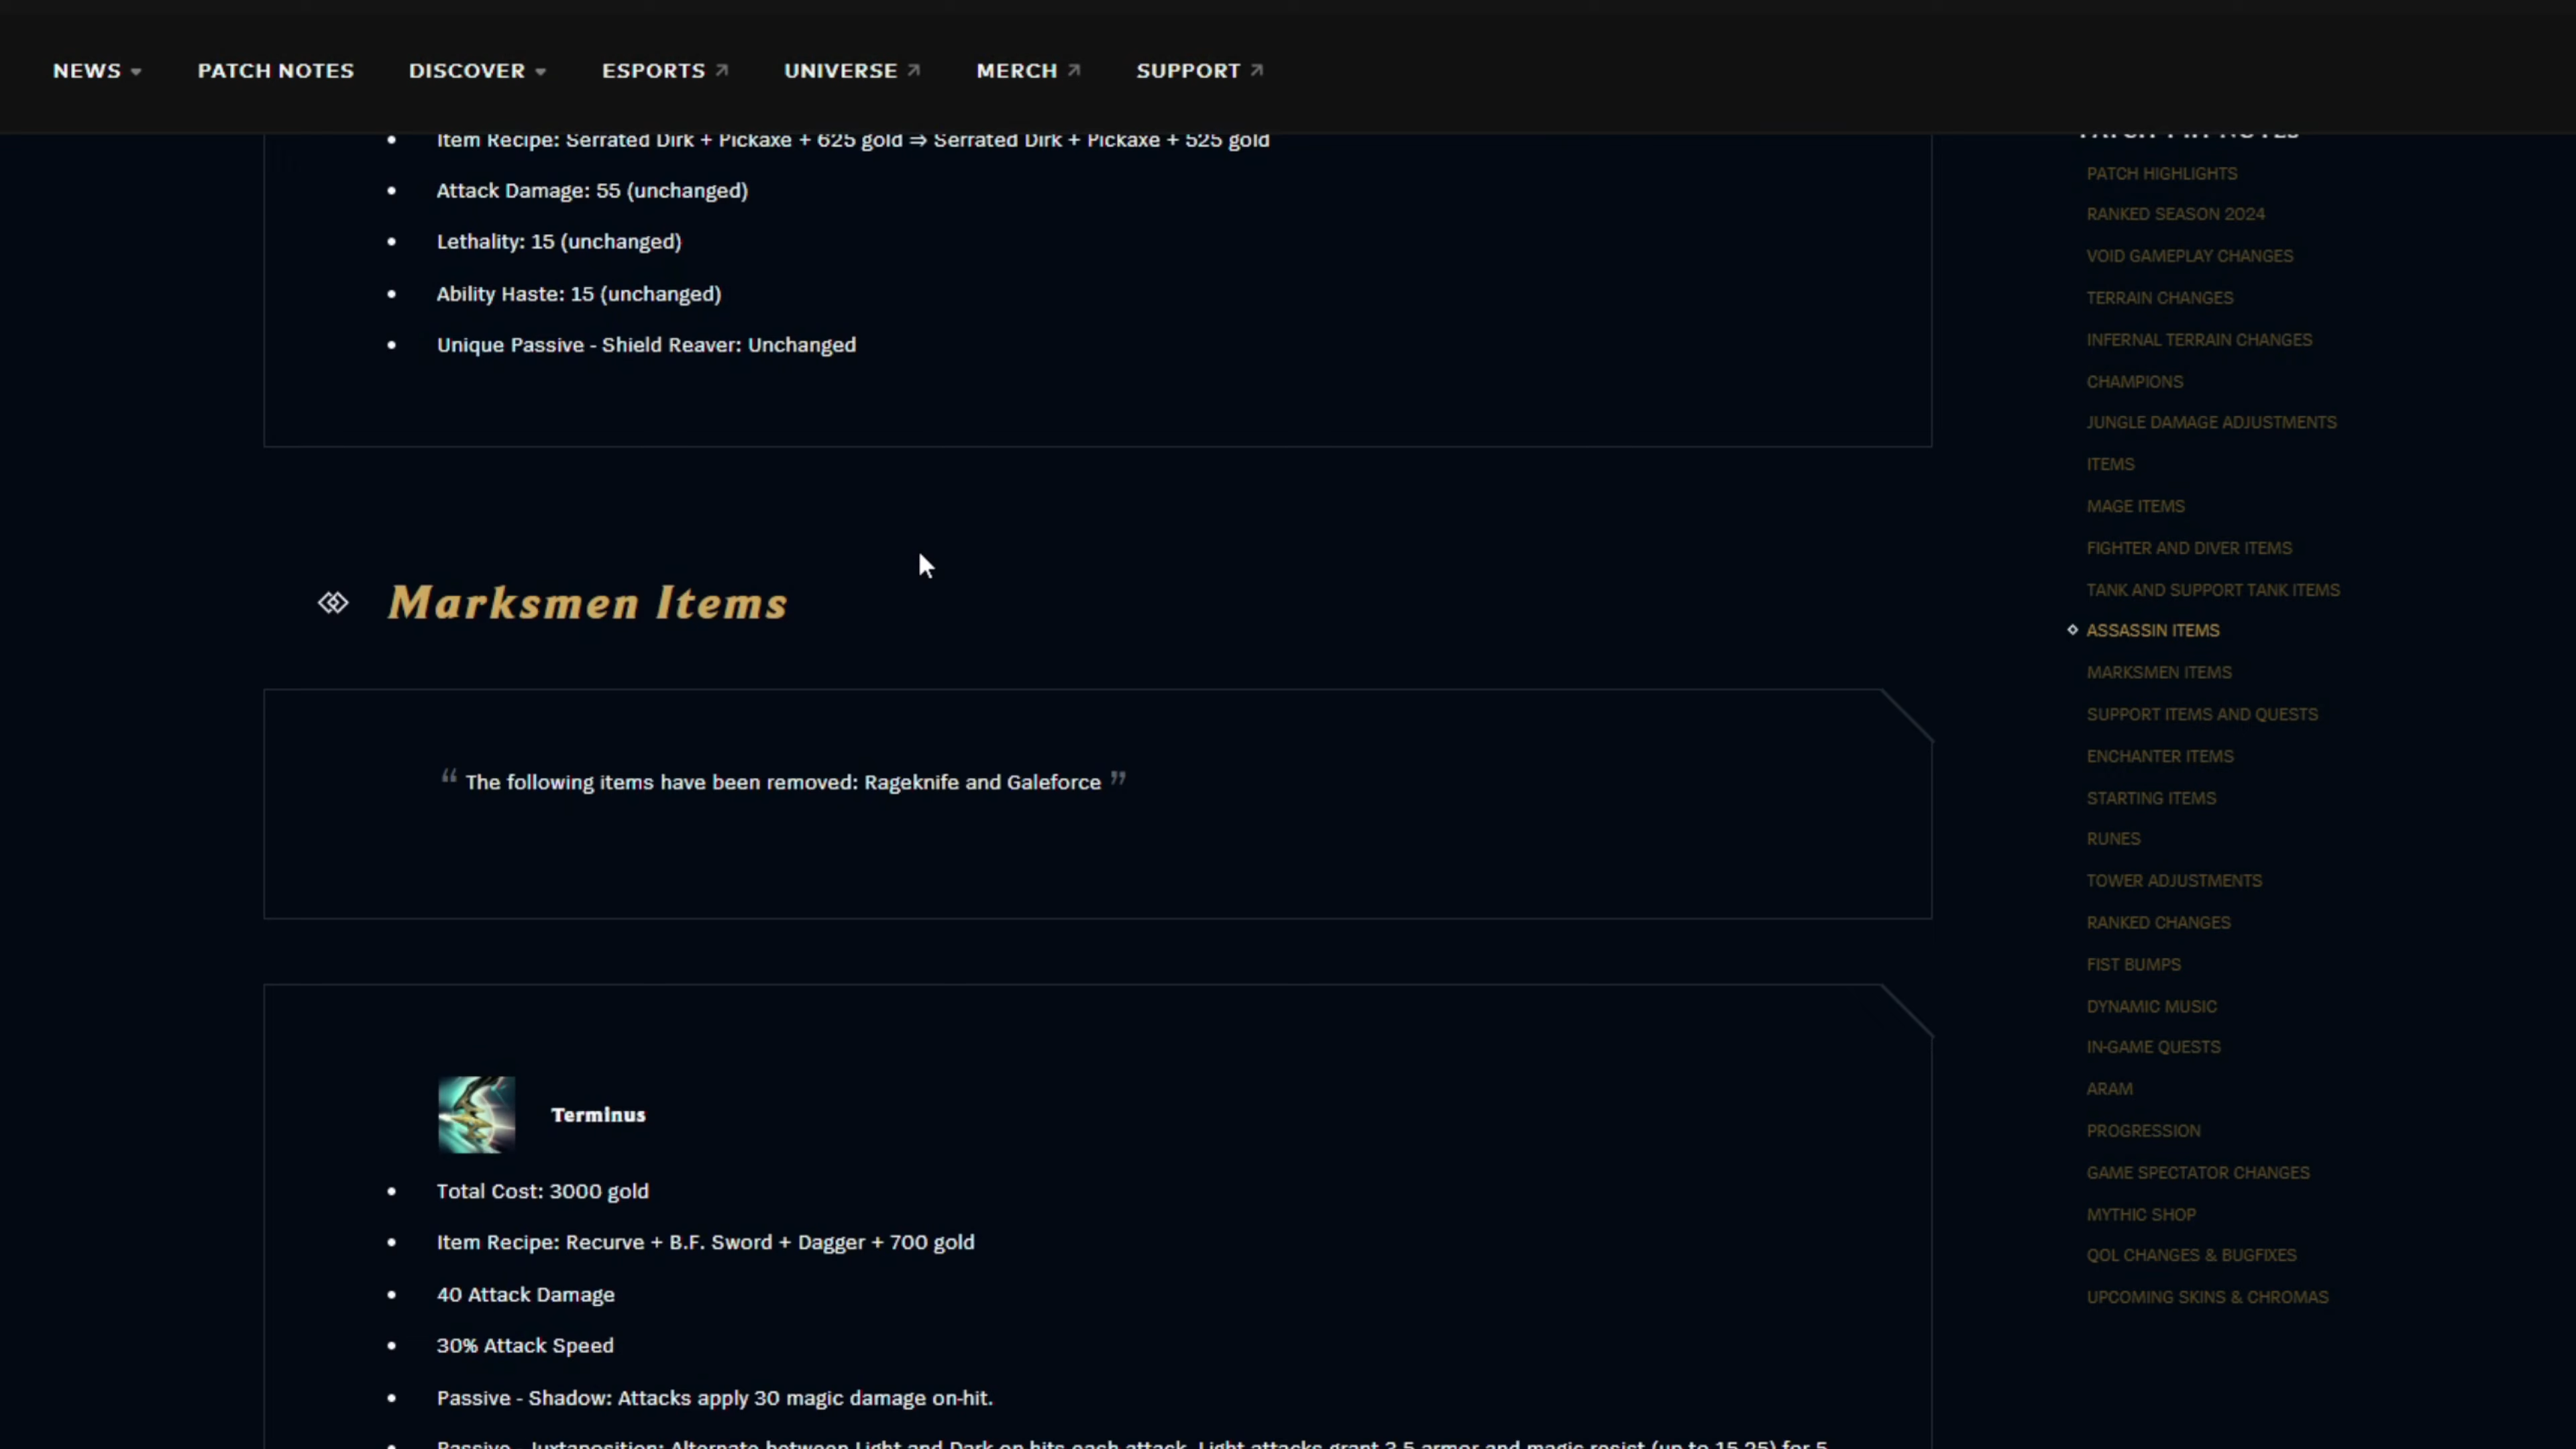 NEWS PATCH NOTES DISCOVER ESPORTS UNIVERSE MERCH SUPPORT
Item Recipe: Serrated Dirk + Pickaxe + 625 gold ⇒ Serrated Dirk + Pickaxe + 525 gold
Attack Damage: 55 (unchanged)
Lethality: 15 (unchanged)
Ability Haste: 15 (unchanged)
Unique Passive - Shield Reaver: Unchanged
Marksmen Items
“ The following items have been removed: Rageknife and Galeforce ”
Terminus
Total Cost: 3000 gold
Item Recipe: Recurve + B.F. Sword + Dagger + 700 gold
40 Attack Damage
30% Attack Speed
Passive - Shadow: Attacks apply 30 magic damage on-hit.
Passive - Juxtaposition: Alternate between Light and Dark on hits each attack. Light attacks grant 3.5 armor and magic resist (up to 15.25) for 5
NOTES
PATCH HIGHLIGHTS
RANKED SEASON 2024
VOID GAMEPLAY CHANGES
TERRAIN CHANGES
INFERNAL TERRAIN CHANGES
CHAMPIONS
JUNGLE DAMAGE ADJUSTMENTS
ITEMS
MAGE ITEMS
FIGHTER AND DIVER ITEMS
TANK AND SUPPORT TANK ITEMS
ASSASSIN ITEMS
MARKSMEN ITEMS
SUPPORT ITEMS AND QUESTS
ENCHANTER ITEMS
STARTING ITEMS
RUNES
TOWER ADJUSTMENTS
RANKED CHANGES
FIST BUMPS
DYNAMIC MUSIC
IN-GAME QUESTS
ARAM
PROGRESSION
GAME SPECTATOR CHANGES
MYTHIC SHOP
QOL CHANGES & BUGFIXES
UPCOMING SKINS & CHROMAS